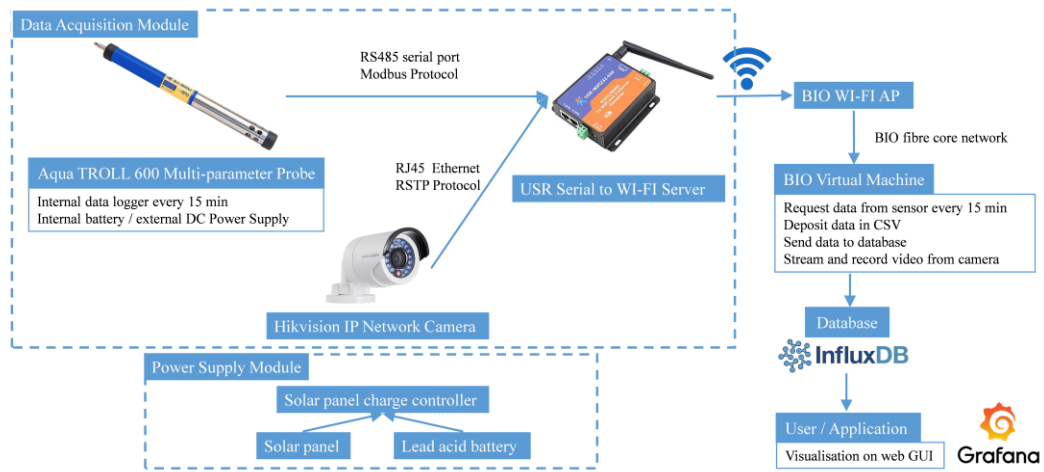 Data Acquisition Module
RS485 serial port
Modbus Protocol
BIO WI-FI AP
BIO fibre core network
Aqua TROLL 600 Multi-parameter Probe
Internal data logger every 15 min
Internal battery / external DC Power Supply
RJ45 Ethernet
RSTP Protocol
USR Serial to WI-FI Server
BIO Virtual Machine
Request data from sensor every 15 min
Deposit data in CSV
Send data to database
Stream and record video from camera
Hikvision IP Network Camera
Database
InfluxDB
Power Supply Module
Solar panel charge controller
Solar panel
Lead acid battery
User / Application
Visualisation on web GUI
Grafana